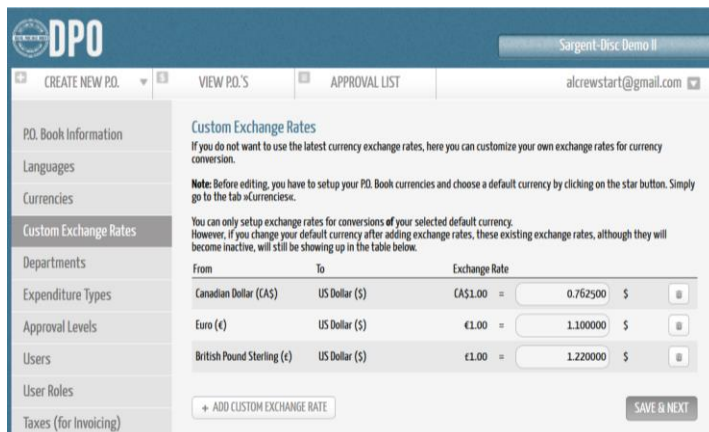 DPO
Sargent-Disc Demo II
CREATE NEW P.O.
VIEW P.O.'S
APPROVAL LIST
alcrewstart@gmail.com
P.O. Book Information
Languages
Currencies
Custom Exchange Rates
Departments
Expenditure Types
Approval Levels
Users
User Roles
Taxes (for Invoicing)
Custom Exchange Rates
If you do not want to use the latest currency exchange rates, here you can customize your own exchange rates for currency
conversion.
Note: Before editing, you have to setup your P.O. Book currencies and choose a default currency by clicking on the star button. Simply
go to the tab »Currencies«.
You can only setup exchange rates for conversions of your selected default currency.
However, if you change your default currency after adding exchange rates, these existing exchange rates, although they will
become inactive, will still be showing up in the table below.
From To Exchange Rate
Canadian Dollar (CA$) US Dollar ($) CA$1.00 = 0.762500 $
Euro (€) US Dollar ($) €1.00 = 1.100000 $
British Pound Sterling (£) US Dollar ($) £1.00 = 1.220000 $
+ ADD CUSTOM EXCHANGE RATE
SAVE & NEXT